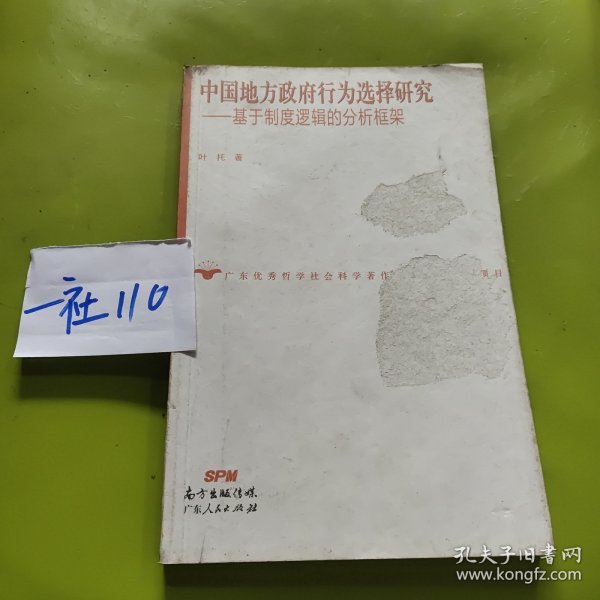 中国地方政府行为选择研究
——基于制度逻辑的分析框架
叶 托 著
广东优秀哲学社会科学著作
项目
一社110
SPM
南方出版传媒
广东人民出版社
孔夫子旧书网
www.kongfz.com